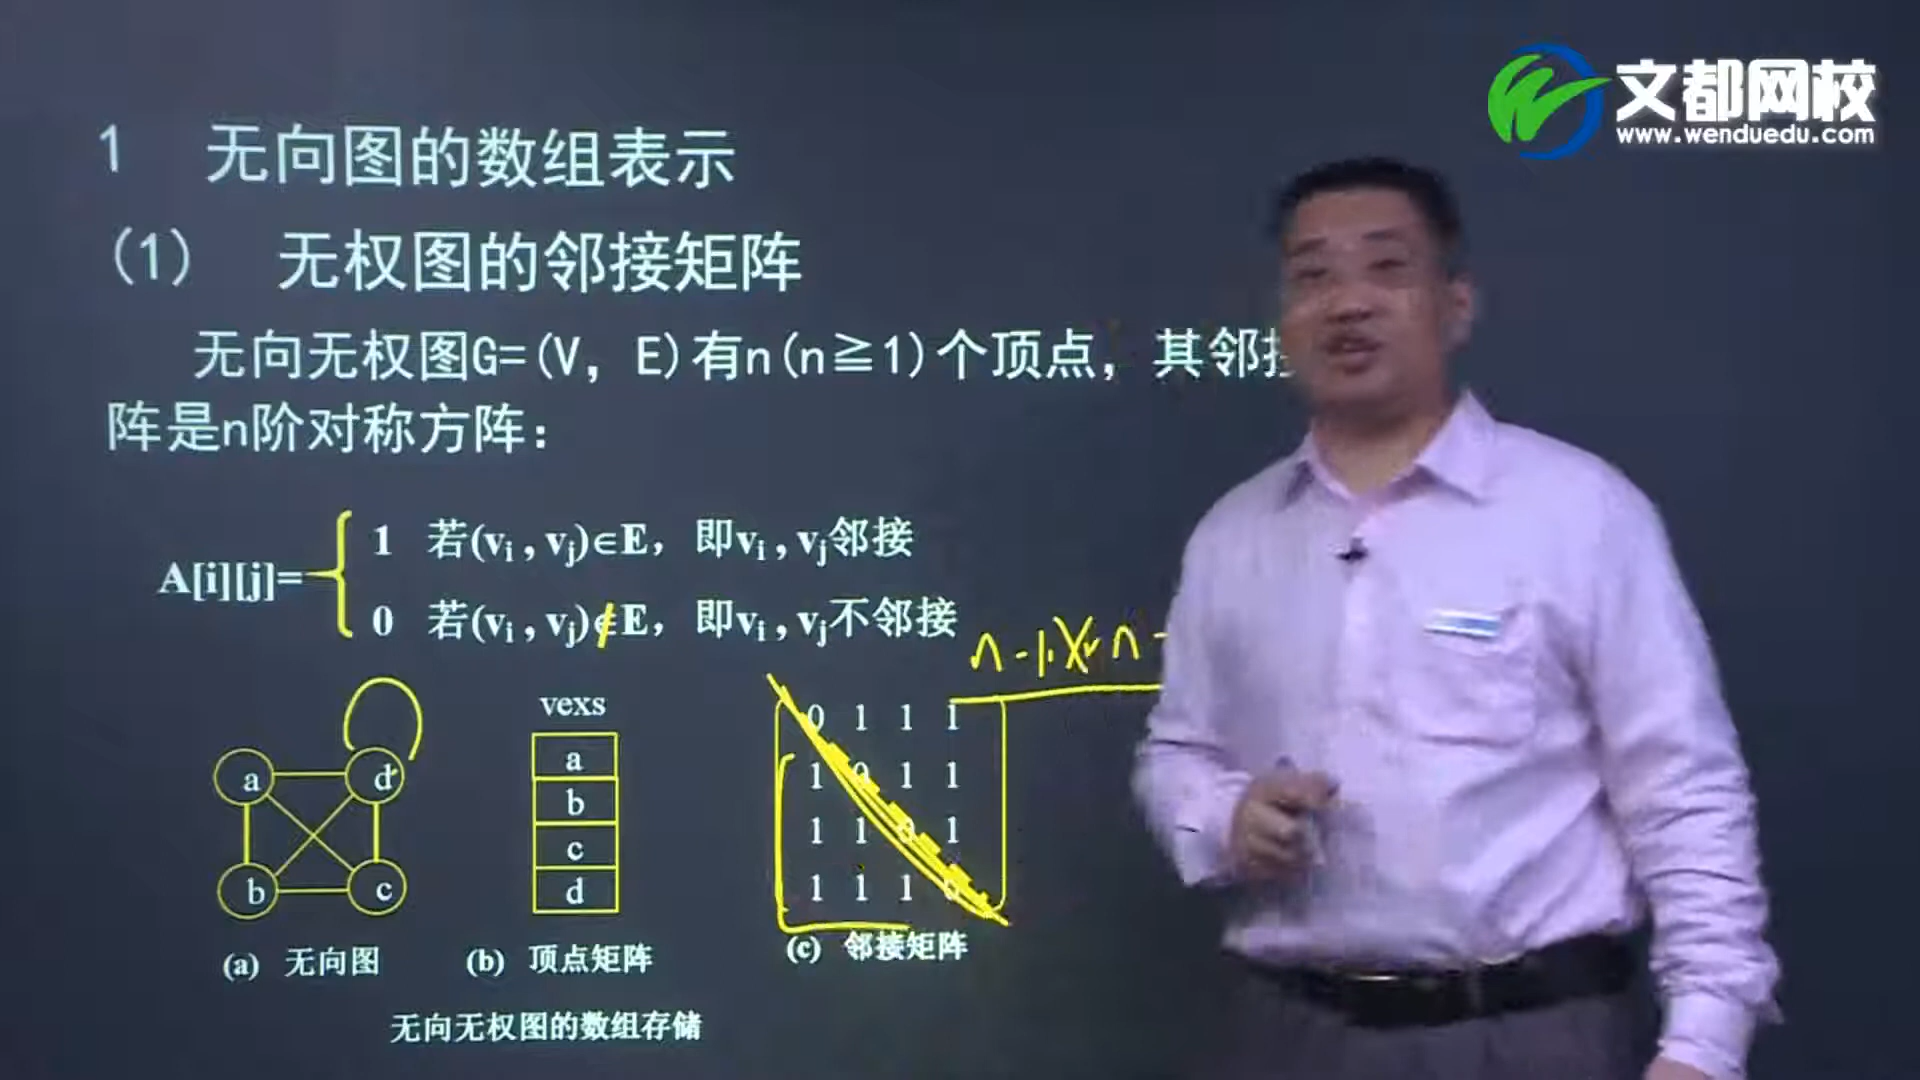 文都网校
www.wenduedu.com
1 无向图的数组表示
(1) 无权图的邻接矩阵
无向无权图G=(V, E)有n(n≧1)个顶点，其邻接
阵是n阶对称方阵：
A[i][j]=
1 若(vi , vj)∈E，即vi , vj邻接
0 若(vi , vj)∉E，即vi , vj不邻接
n-1 X n-
vexs
a
b
c
d
a d
b c
0 1 1 1
1 0 1 1
1 1 0 1
1 1 1 0
(a) 无向图
(b) 顶点矩阵
(c) 邻接矩阵
无向无权图的数组存储